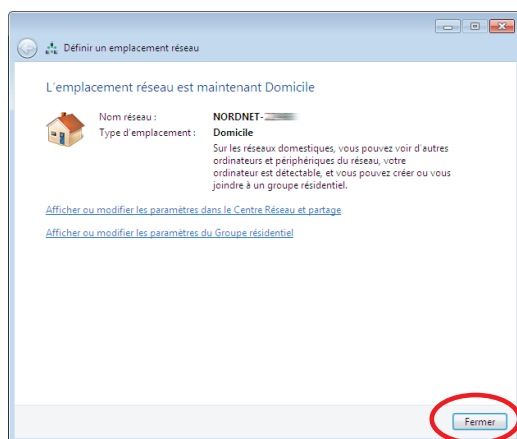 Définir un emplacement réseau
L'emplacement réseau est maintenant Domicile
Nom réseau : NORDNET-
Type d'emplacement : Domicile
Sur les réseaux domestiques, vous pouvez voir d'autres
ordinateurs et périphériques du réseau, votre
ordinateur est détectable, et vous pouvez créer ou vous
joindre à un groupe résidentiel.
Afficher ou modifier les paramètres dans le Centre Réseau et partage
Afficher ou modifier les paramètres du Groupe résidentiel
Fermer